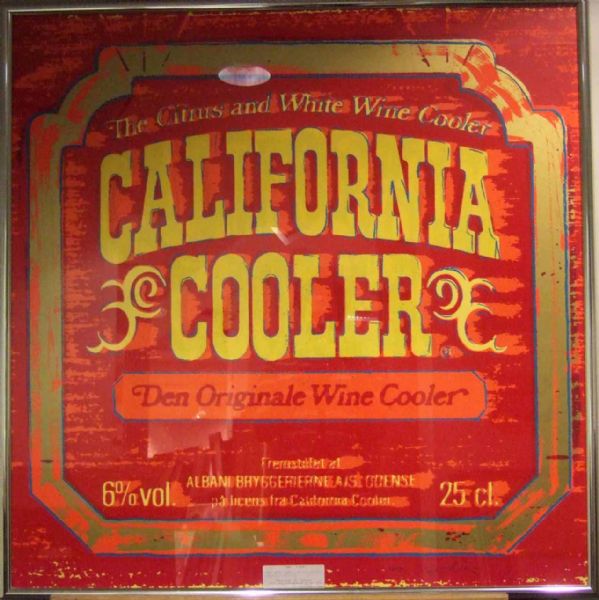 The Citrus and White Wine Cooler
CALIFORNIA
COOLER
Den Originale Wine Cooler
Fremstillet af
ALBANI BRYGGERIERNE A/S, ODENSE
6% vol.
på licens fra California Cooler.
25 cl.